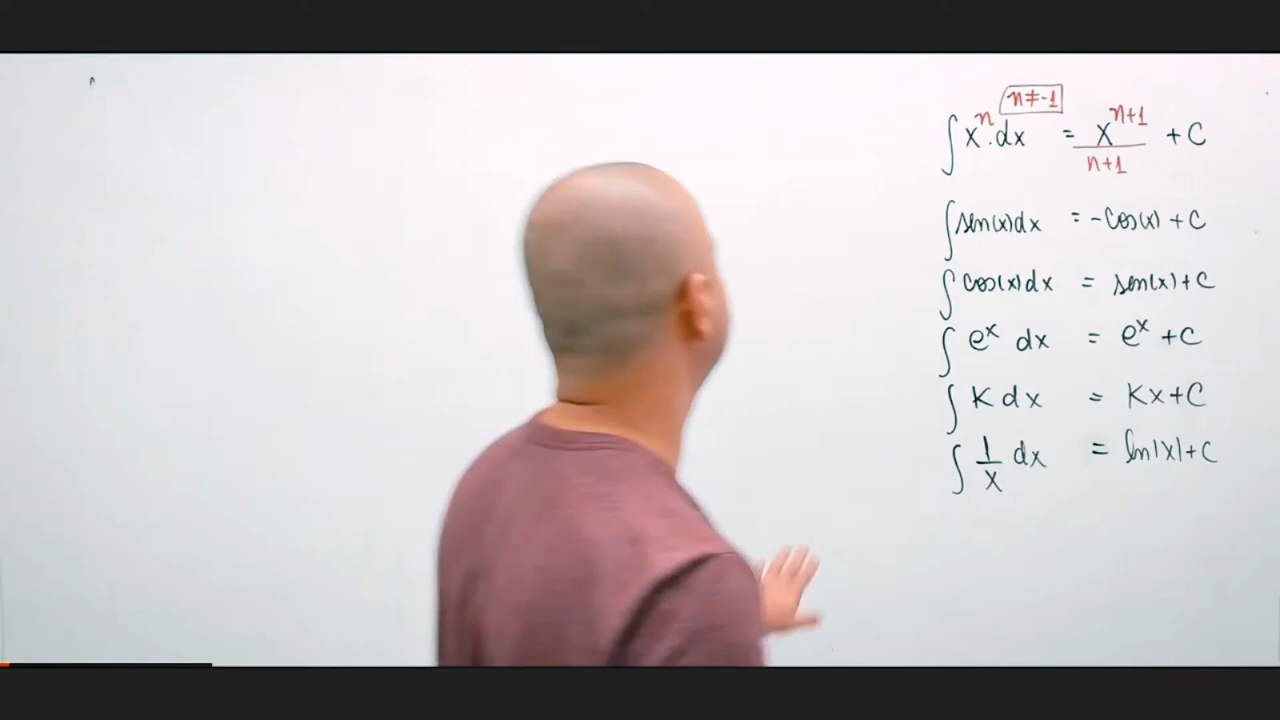 ∫ xⁿ·dx [n≠-1] = xⁿ⁺¹/n+1 + C
∫ sen(x)dx = -cos(x) + C
∫ cos(x)dx = sen(x)+C
∫ eˣ dx = eˣ +C
∫ K dx = Kx+C
∫ 1/x dx = ln|x|+C